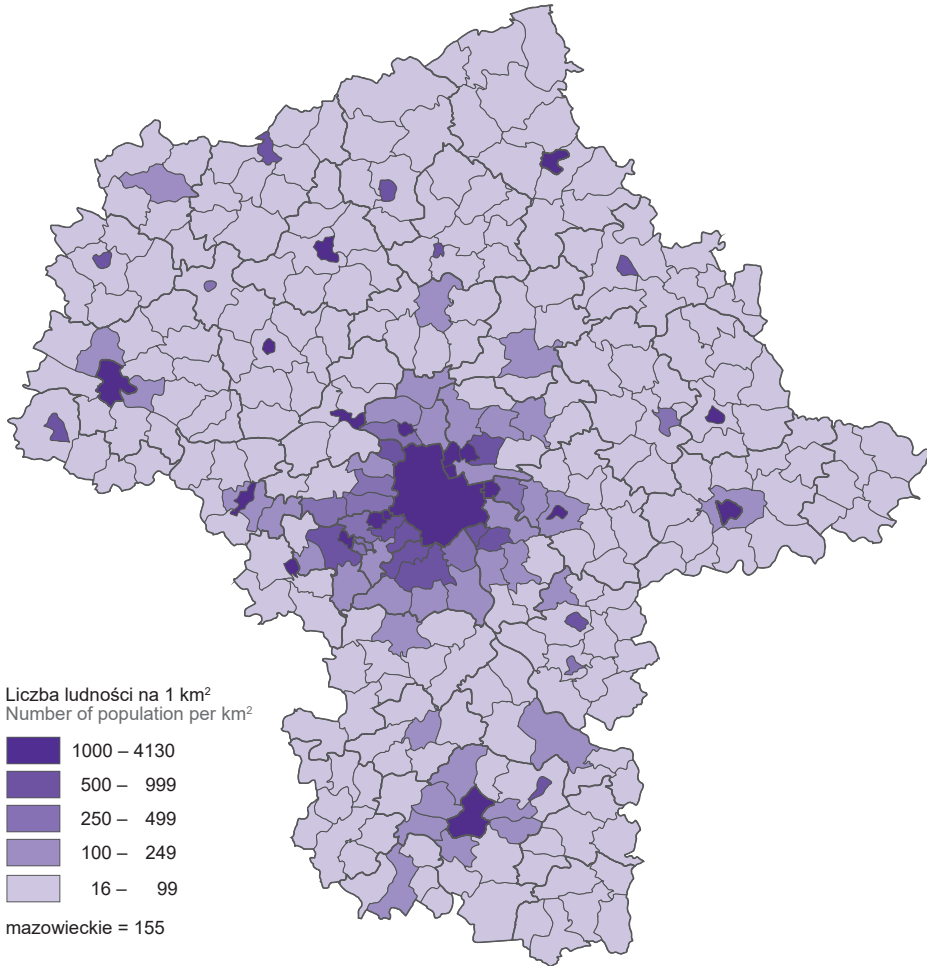 Liczba ludności na 1 km²
Number of population per km²
1000 – 4130
500 – 999
250 – 499
100 – 249
16 – 99
mazowieckie = 155